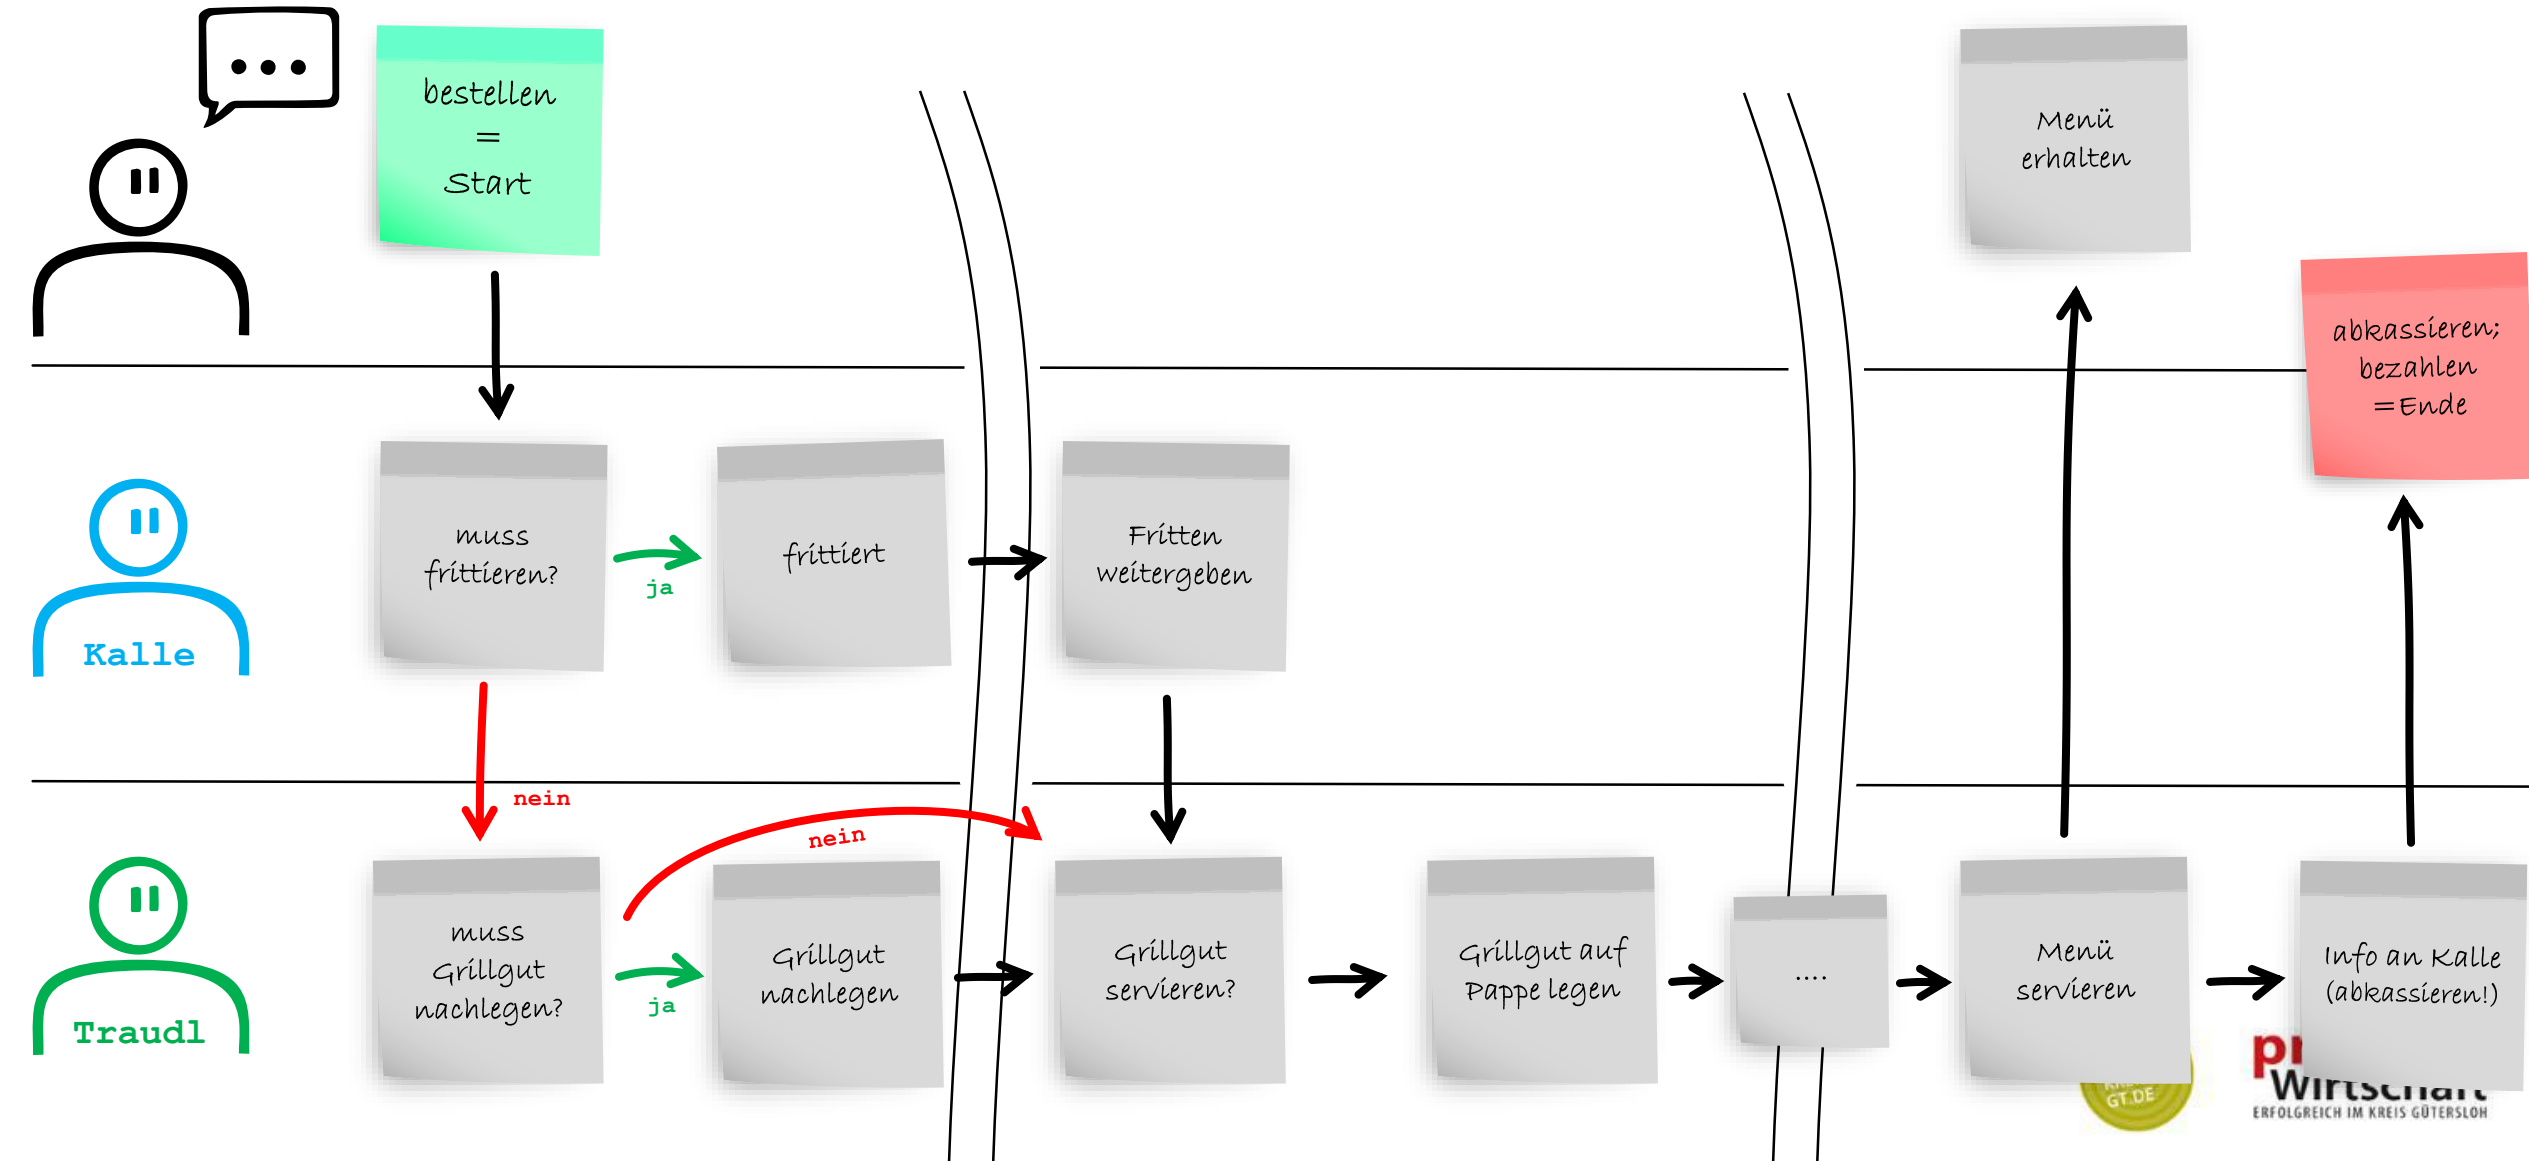 bestellen
=
Start
Menü
erhalten
abkassieren;
bezahlen
=Ende
muss
frittieren?
ja
frittiert
Fritten
weitergeben
Kalle
nein
nein
muss
Grillgut
nachlegen?
ja
Grillgut
nachlegen
Grillgut
servieren?
Grillgut auf
Pappe legen
....
Menü
servieren
Info an Kalle
(abkassieren!)
Traudl
GT.DE
Wirtschaft
ERFOLGREICH IM KREIS GÜTERSLOH